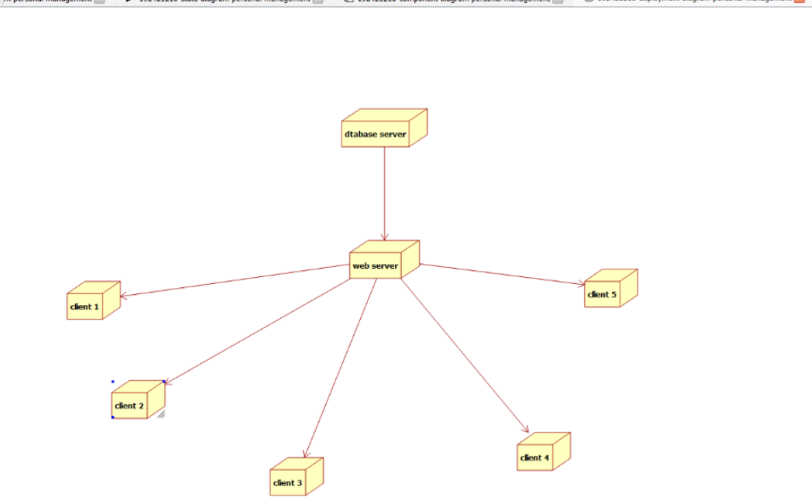 dtabase server
web server
client 1
client 5
client 2
client 4
client 3